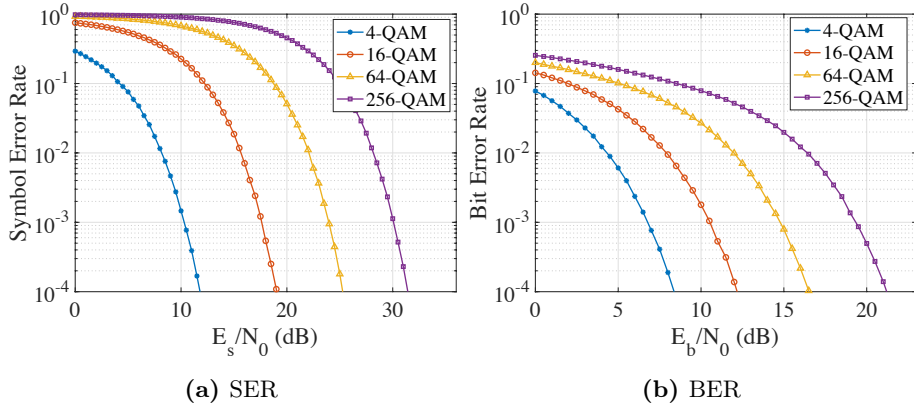 10^0
10^-1
10^-2
10^-3
10^-4
Symbol Error Rate
4-QAM
16-QAM
64-QAM
256-QAM
0 10 20 30
E_s/N_0 (dB)
(a) SER
10^0
10^-1
10^-2
10^-3
10^-4
Bit Error Rate
4-QAM
16-QAM
64-QAM
256-QAM
0 5 10 15 20
E_b/N_0 (dB)
(b) BER